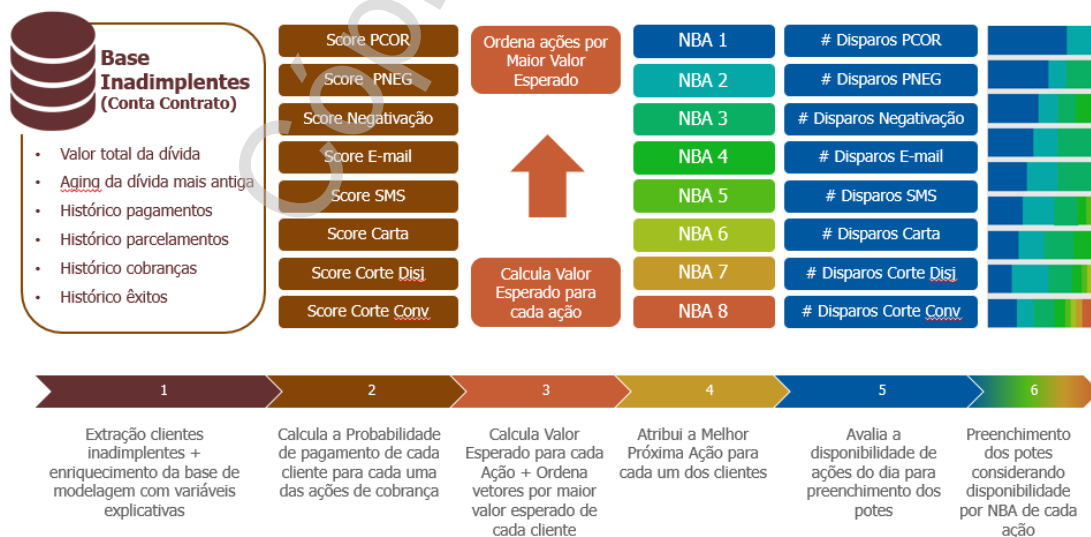 Base
Inadimplentes
(Conta Contrato)
• Valor total da dívida
• Aging da dívida mais antiga
• Histórico pagamentos
• Histórico parcelamentos
• Histórico cobranças
• Histórico êxitos
Score PCOR
Score PNEG
Score Negativação
Score E-mail
Score SMS
Score Carta
Score Corte Disj
Score Corte Conv
Ordena ações por
Maior Valor
Esperado
Calcula Valor
Esperado para
cada ação
NBA 1
NBA 2
NBA 3
NBA 4
NBA 5
NBA 6
NBA 7
NBA 8
# Disparos PCOR
# Disparos PNEG
# Disparos Negativação
# Disparos E-mail
# Disparos SMS
# Disparos Carta
# Disparos Corte Disj
# Disparos Corte Conv
1
2
3
4
5
6
Extração clientes
inadimplentes +
enriquecimento da base de
modelagem com variáveis
explicativas
Calcula a Probabilidade
de pagamento de cada
cliente para cada uma
das ações de cobrança
Calcula Valor
Esperado para cada
Ação + Ordena
vetores por maior
valor esperado de
cada cliente
Atribui a Melhor
Próxima Ação para
cada um dos clientes
Avalia a
disponibilidade de
ações do dia para
preenchimento dos
potes
Preenchimento
dos potes
considerando
disponibilidade
por NBA de cada
ação